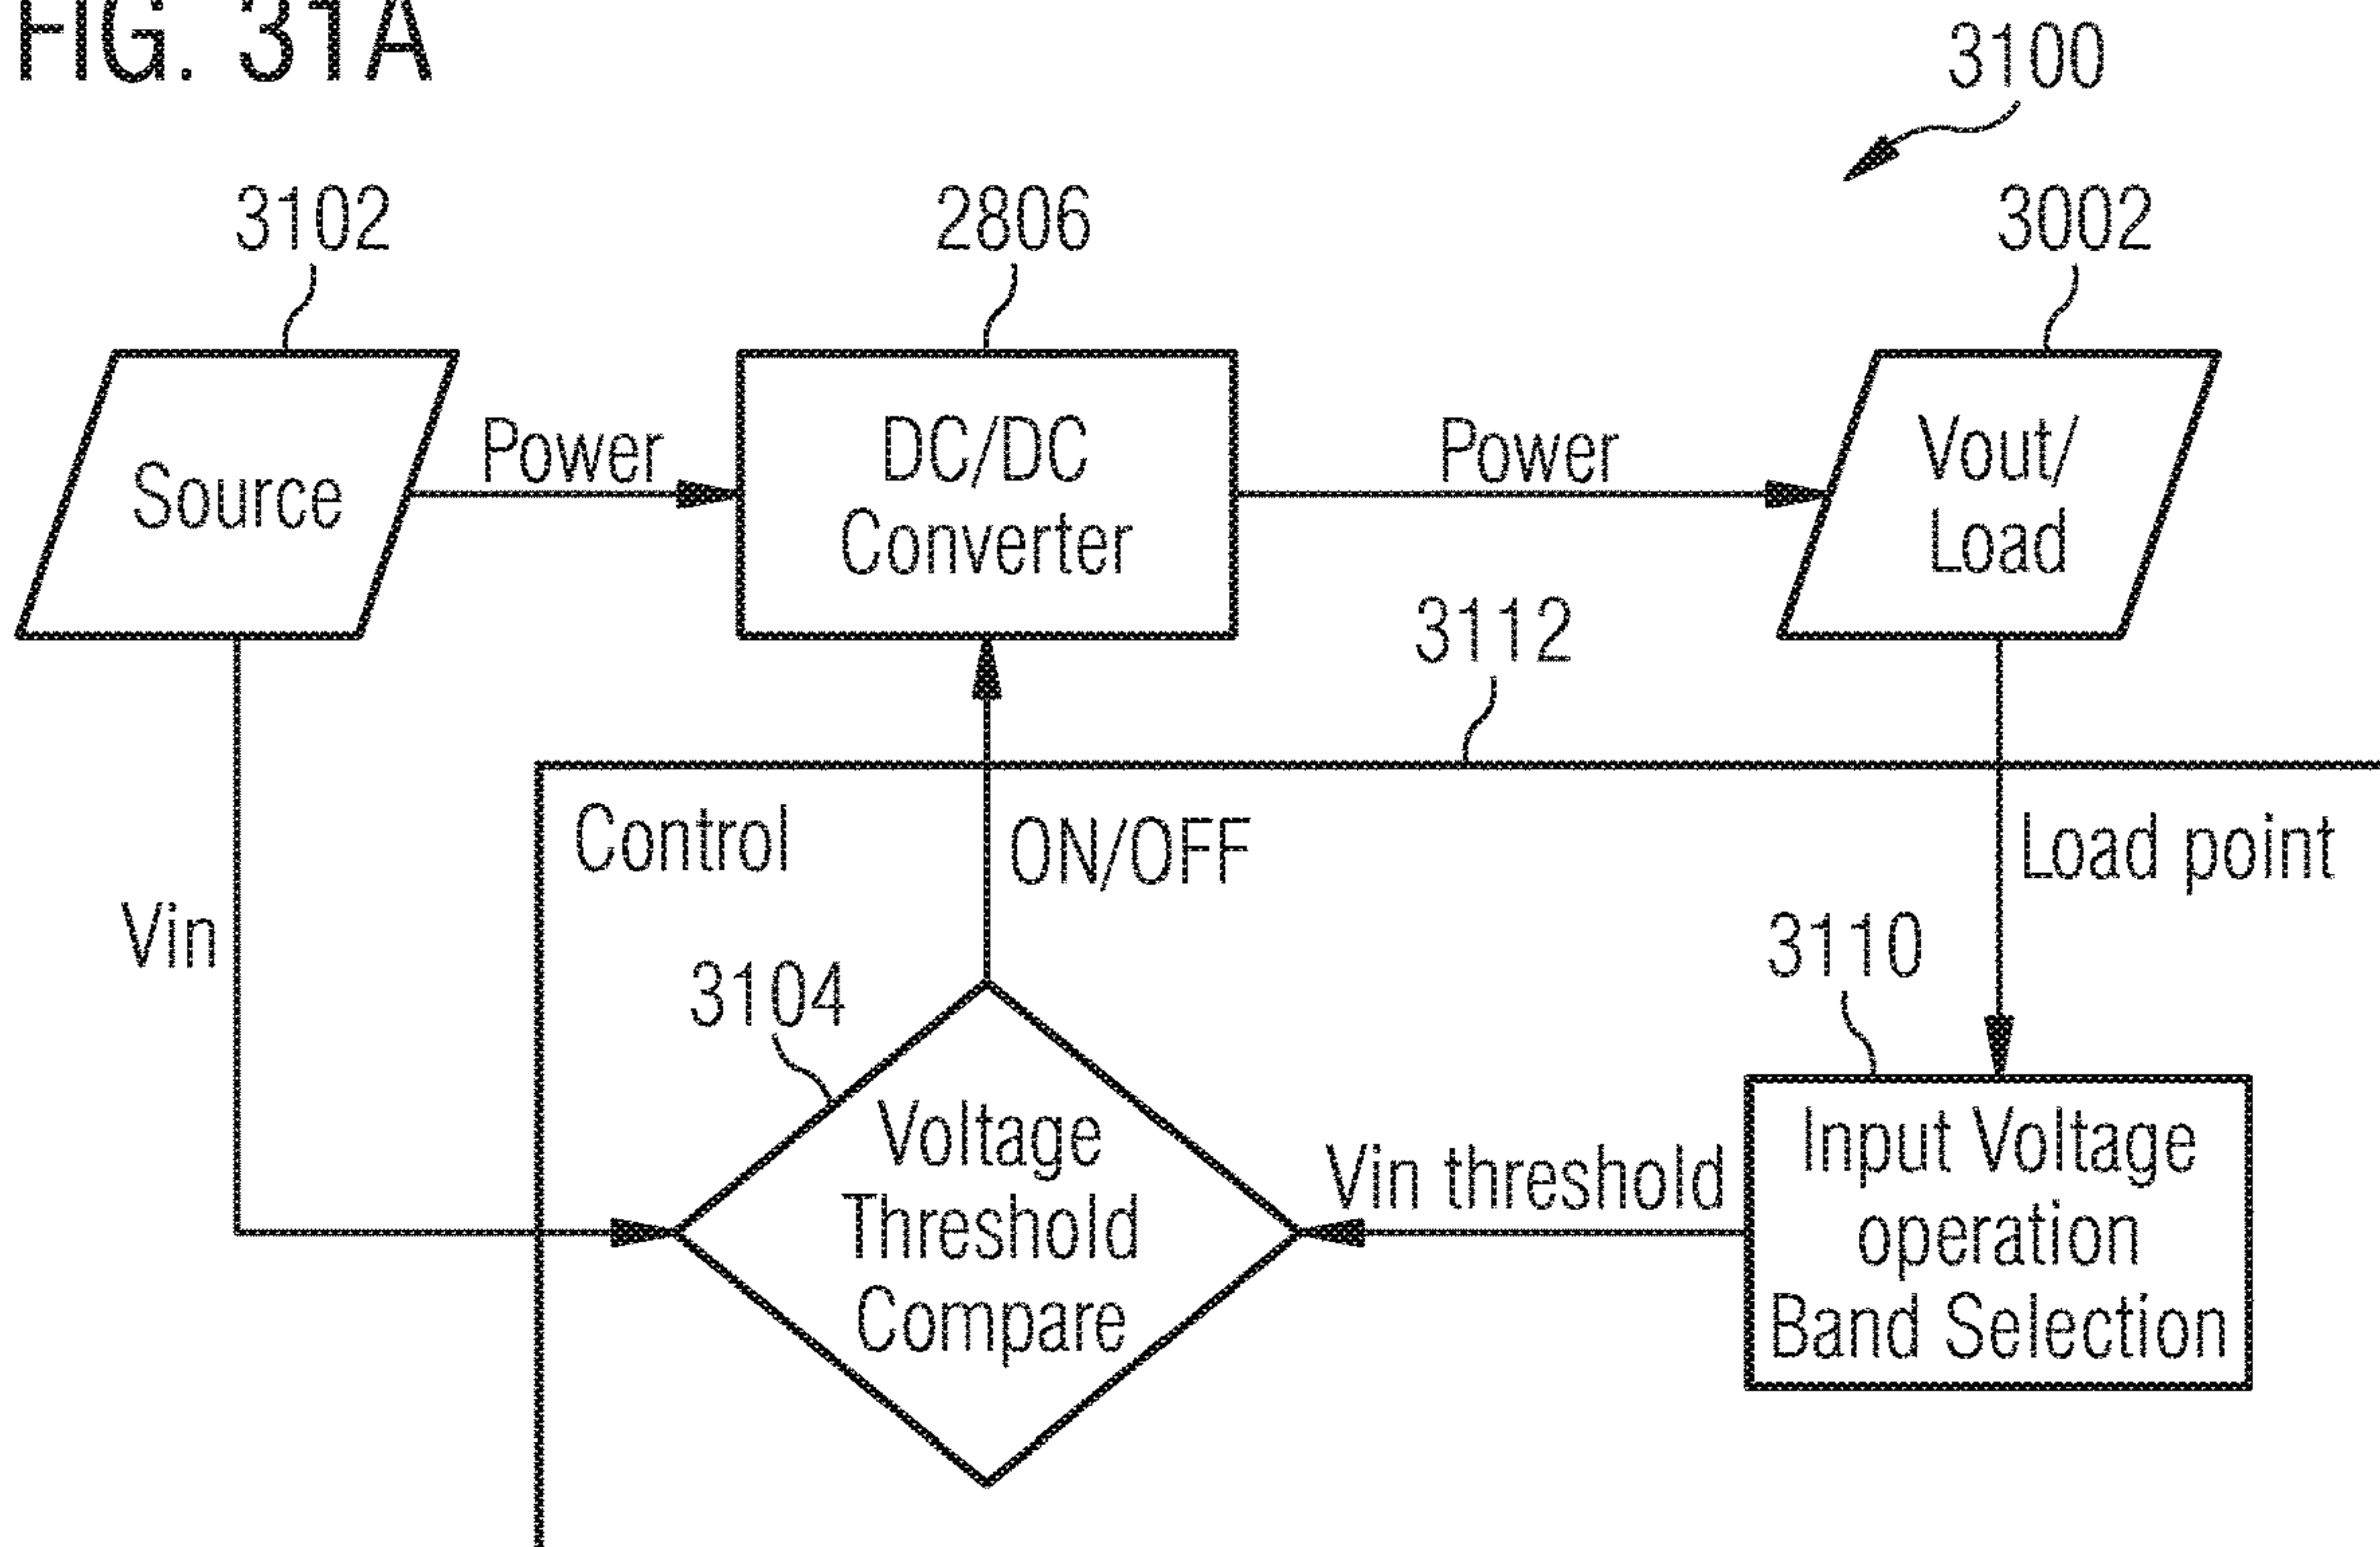 FIG. 31A
3100
3102
2806
3002
Source
Power
DC/DC
Converter
Power
Vout/
Load
3112
Control
ON/OFF
Load point
Vin
3104
3110
Voltage
Threshold
Compare
Vin threshold
Input Voltage
operation
Band Selection